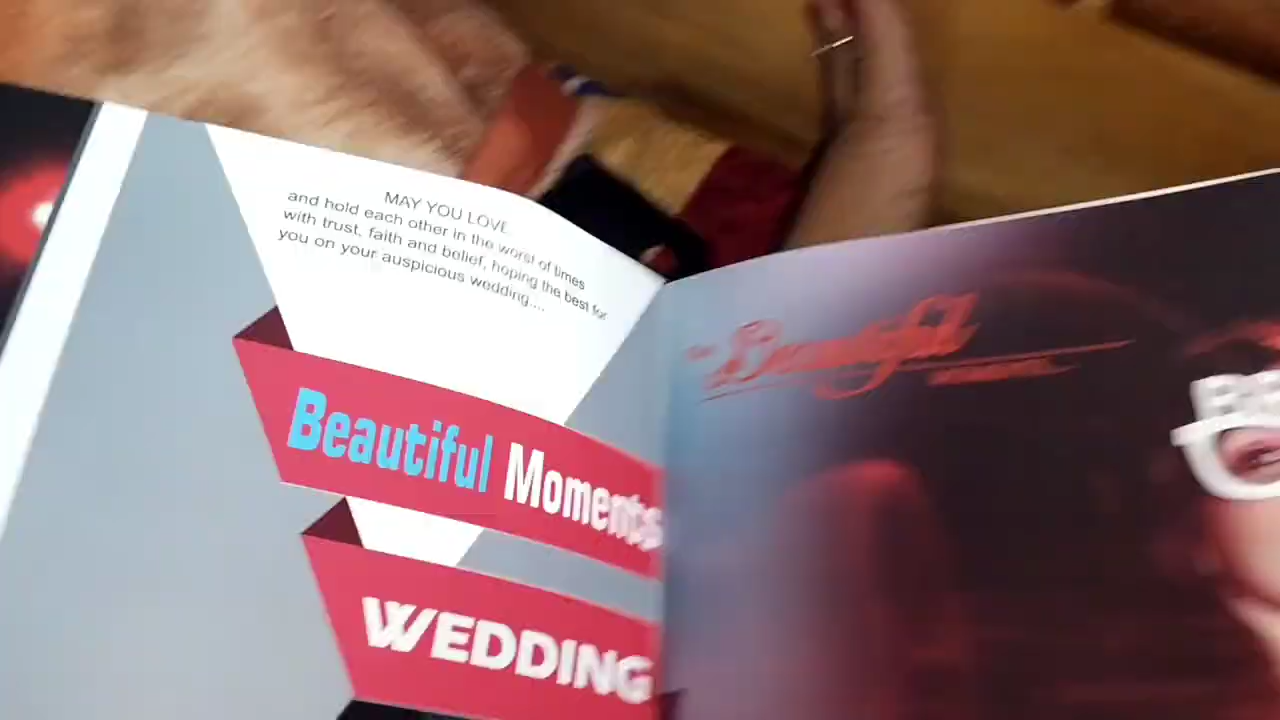 MAY YOU LOVE
and hold each other in the worst of times
with trust, faith and belief, hoping the best for
you on your auspicious wedding....
Beautiful Moments
WEDDING
Beautiful